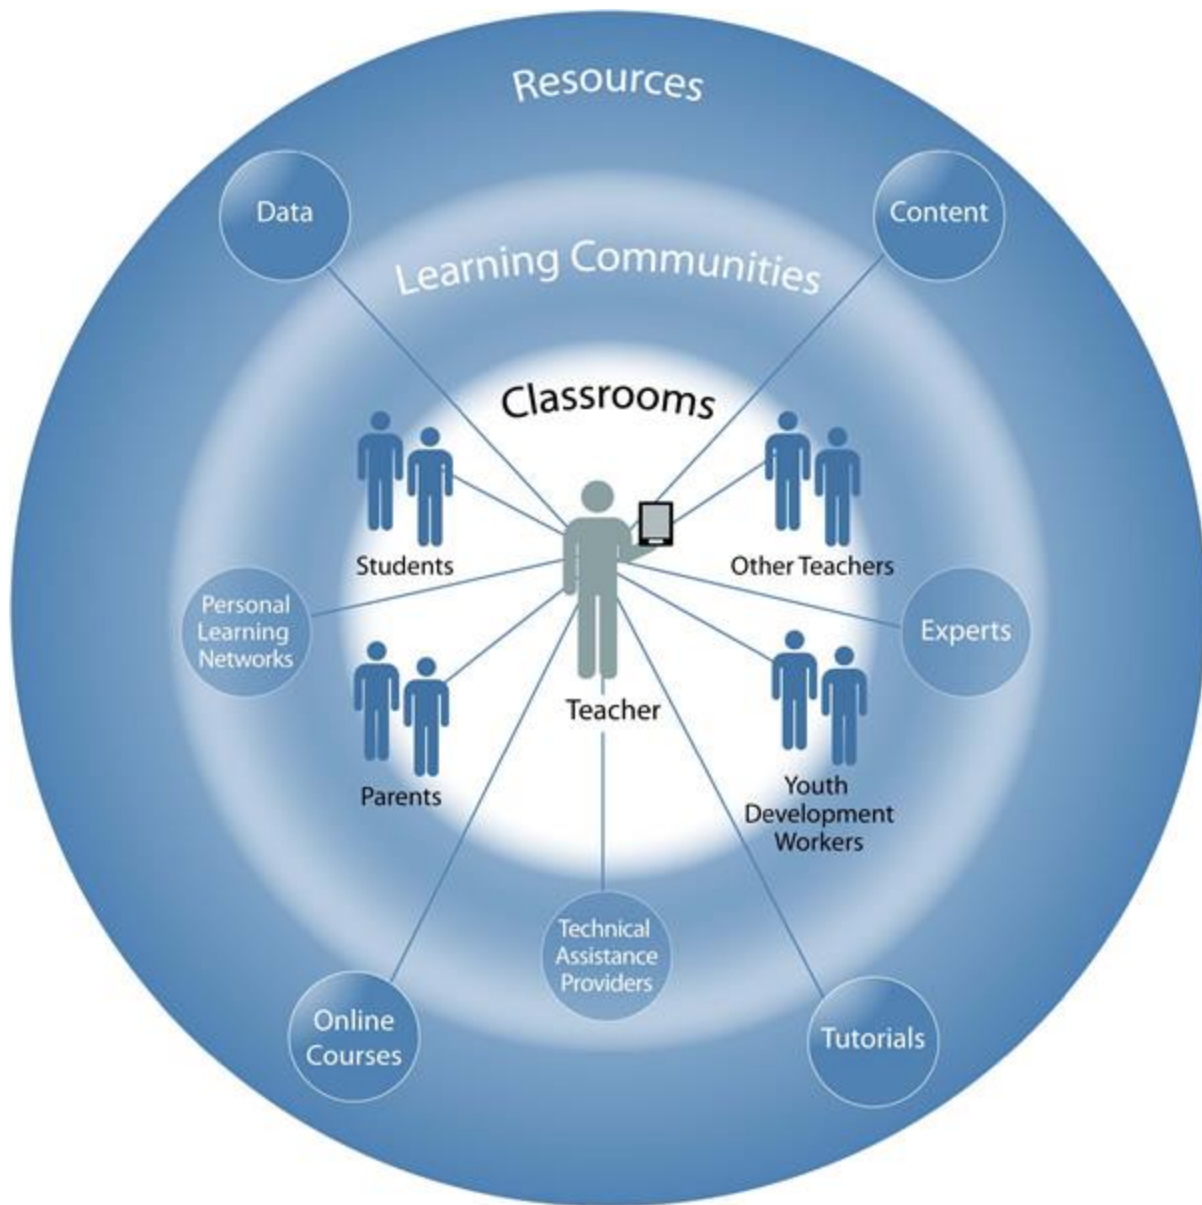 Resources
Data
Content
Learning Communities
Classrooms
Students
Other Teachers
Personal
Learning
Networks
Experts
Teacher
Parents
Youth
Development
Workers
Technical
Assistance
Providers
Online
Courses
Tutorials